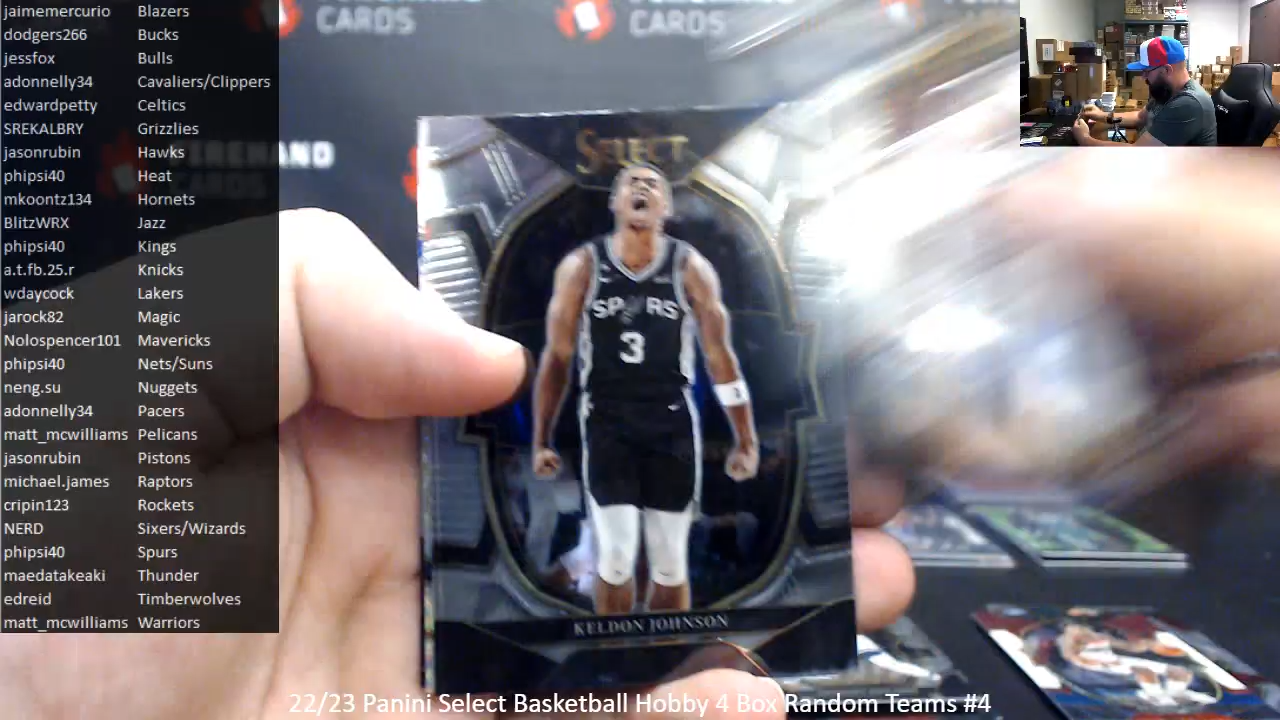 jaimemercurio Blazers
dodgers266 Bucks
jessfox Bulls
adonnelly34 Cavaliers/Clippers
edwardpetty Celtics
SREKALBRY Grizzlies
jasonrubin Hawks
phipsi40 Heat
mkoontz134 Hornets
BlitzWRX Jazz
phipsi40 Kings
a.t.fb.25.r Knicks
wdaycock Lakers
jarock82 Magic
Nolospencer101 Mavericks
phipsi40 Nets/Suns
neng.su Nuggets
adonnelly34 Pacers
matt_mcwilliams Pelicans
jasonrubin Pistons
michael.james Raptors
cripin123 Rockets
NERD Sixers/Wizards
phipsi40 Spurs
maedatakeaki Thunder
edreid Timberwolves
matt_mcwilliams Warriors
CARDS
CARDS
SELECT
SPURS
3
KELDON JOHNSON
22/23 Panini Select Basketball Hobby 4 Box Random Teams #4